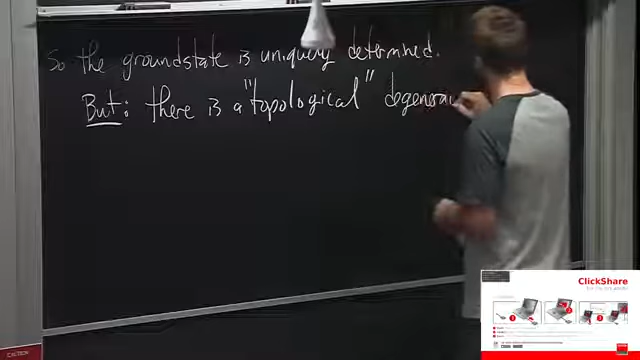 So the groundstate is uniquely determined.
But: there is a "topological" degenera
ClickShare